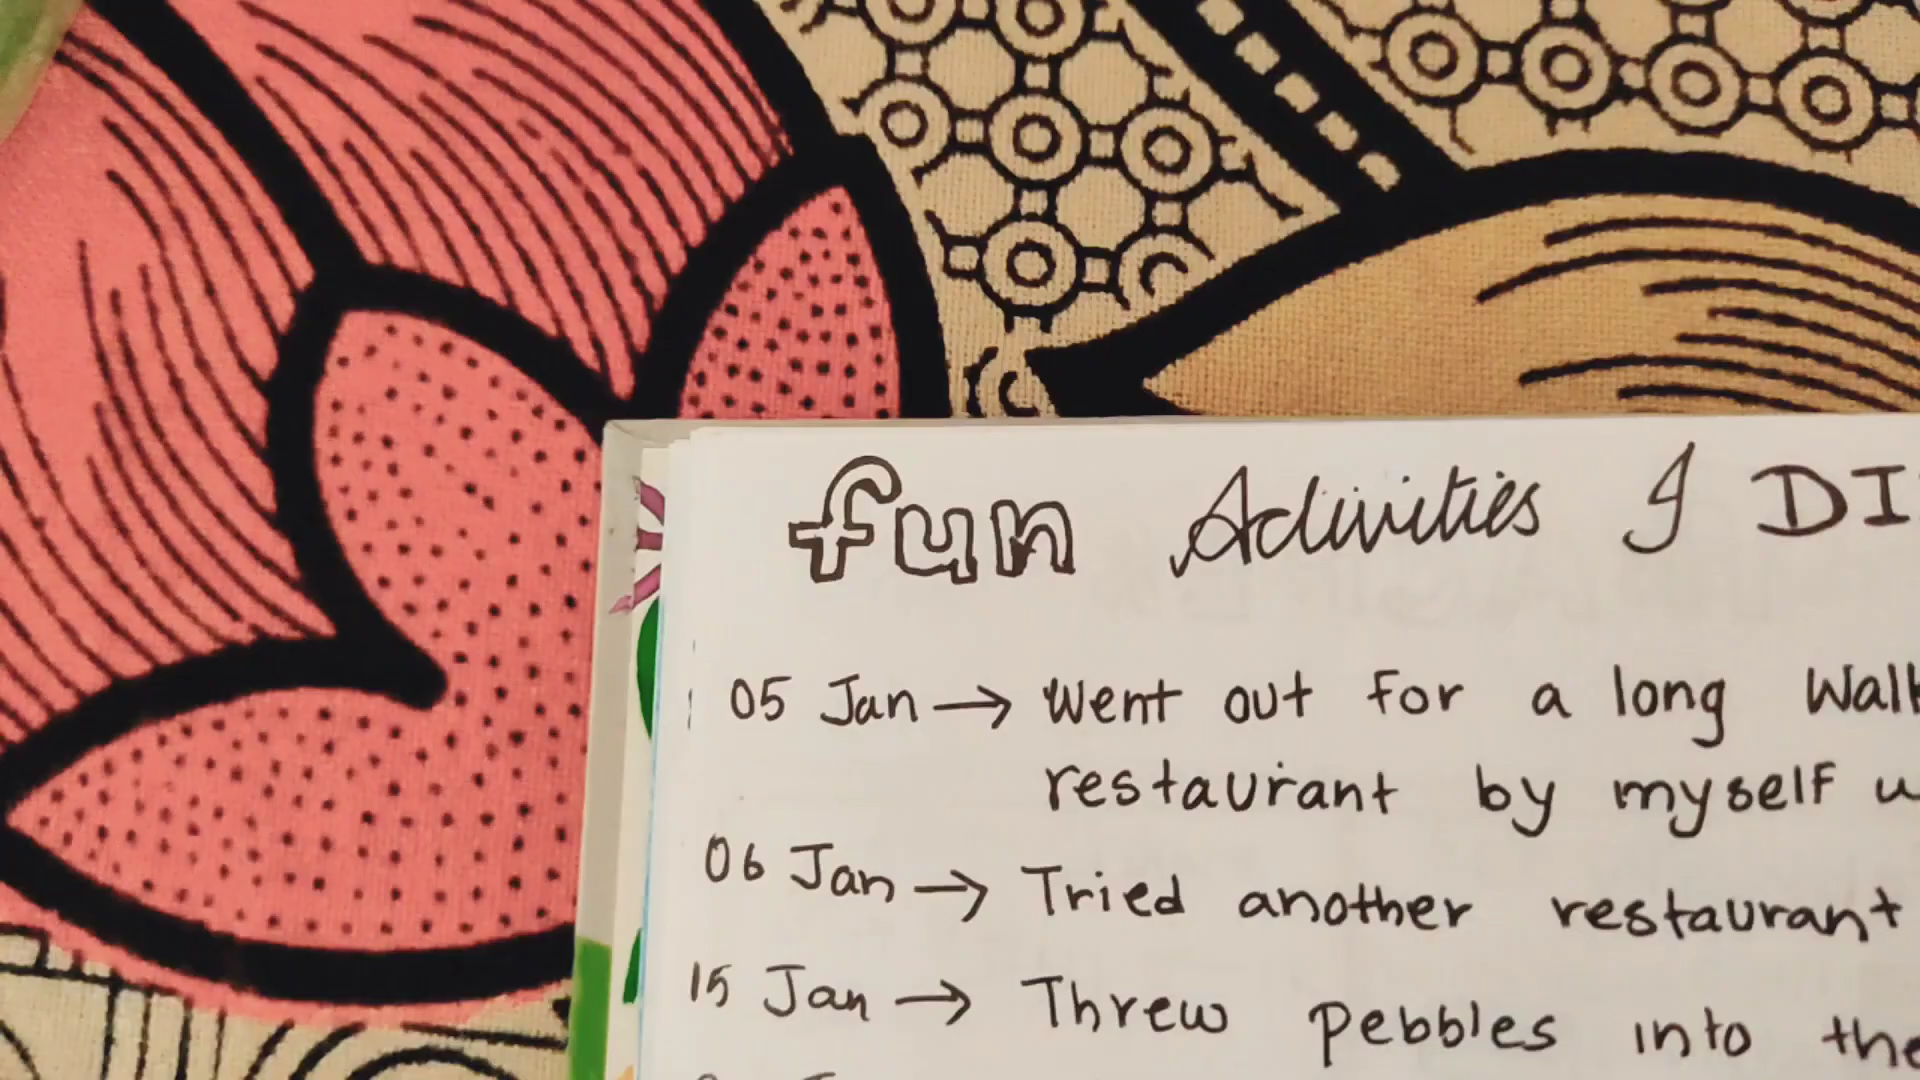 fun Activities I DI
05 Jan → Went out for a long Walk
restaurant by myself
06 Jan → Tried another restaurant
15 Jan → Threw pebbles into the